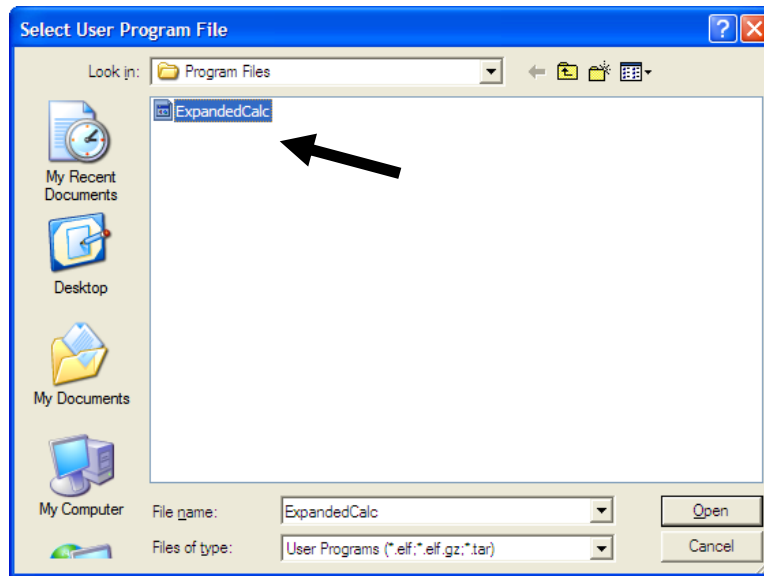 Select User Program File
Look in: Program Files
ExpandedCalc
My Recent
Documents
Desktop
My Documents
My Computer
File name: ExpandedCalc Open
Files of type: User Programs (*.elf;*.elf.gz;*.tar) Cancel